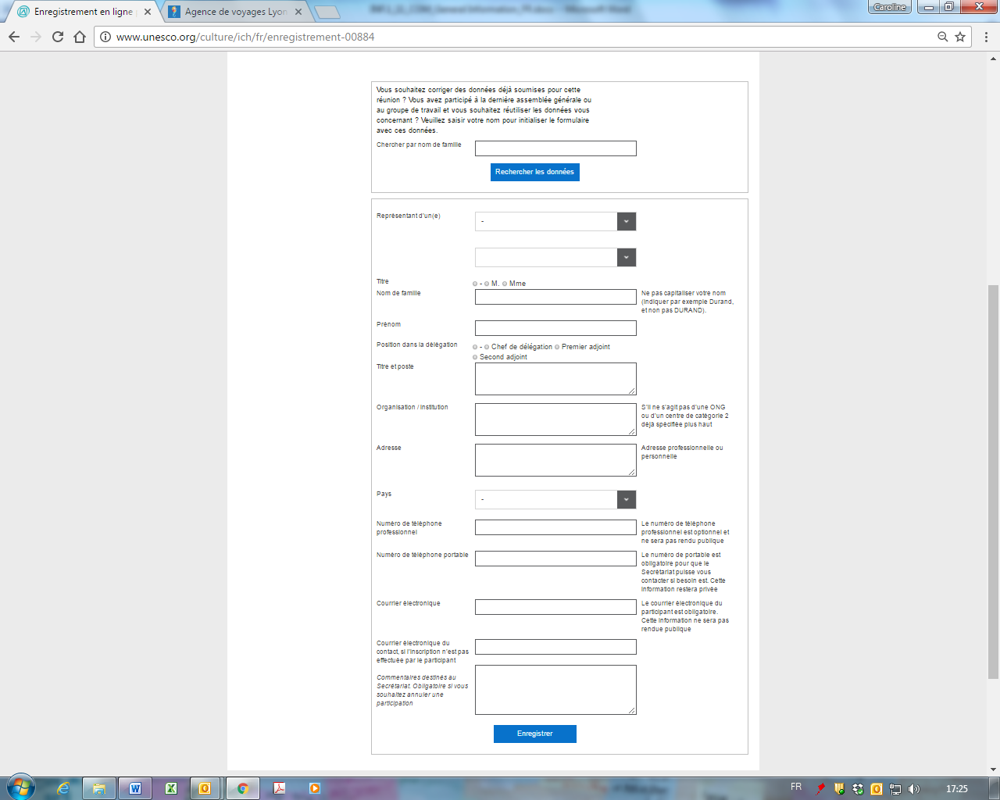 Caroline
Enregistrement en ligne
Agence de voyages Lyon
www.unesco.org/culture/ich/fr/enregistrement-00884
Vous souhaitez corriger des données déjà soumises pour cette
réunion ? Vous avez participé à la dernière assemblée générale ou
au groupe de travail et vous souhaitez réutiliser les données vous
concernant ? Veuillez saisir votre nom pour initialiser le formulaire
avec ces données.
Chercher par nom de famille
Rechercher les données
Représentant d'un(e)
-
Titre
- M. Mme
Nom de famille
Ne pas capitaliser votre nom
(indiquer par exemple Durand,
et non pas DURAND).
Prénom
Position dans la délégation
- Chef de délégation Premier adjoint
Second adjoint
Titre et poste
Organisation / Institution
S'il ne s'agit pas d'une ONG
ou d'un centre de catégorie 2
déjà spécifiée plus haut
Adresse
Adresse professionnelle ou
personnelle
Pays
-
Numéro de téléphone
professionnel
Le numéro de téléphone
professionnel est optionnel et
ne sera pas rendu publique
Numéro de téléphone portable
Le numéro de portable est
obligatoire pour que le
Secrétariat puisse vous
contacter si besoin est. Cette
information restera privée
Courrier électronique
Le courrier électronique du
participant est obligatoire.
Cette information ne sera pas
rendue publique
Courrier électronique du
contact, si l'inscription n'est pas
effectuée par le participant
Commentaires destinés au
Secrétariat. Obligatoire si vous
souhaitez annuler une
participation
Enregistrer
FR
17:25